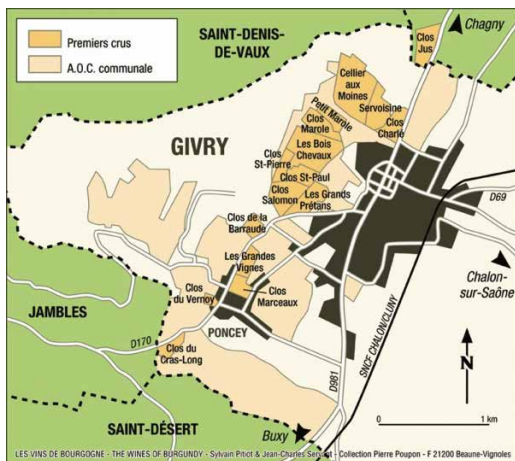 Premiers crus
A.O.C. communale
SAINT-DENIS-
DE-VAUX
Chagny
Clos
Jus
Cellier
aux
Moines
Servoisine
Petit Marole
Clos
Marole
Clos
Charlé
GIVRY
Les Bois
Chevaux
Clos
St-Pierre
Clos St-Paul
Clos
Salomon
Les Grands
Prétans
D69
Clos de la
Barraude
Les Grandes
Vignes
Chalon-
sur-Saône
Clos
du Vernoy
Clos
Marceaux
JAMBLES
PONCEY
D170
Clos du
Cras-Long
D981
SNCF CHALON/CLUNY
N
SAINT-DÉSERT
Buxy
0 1 km
LES VINS DE BOURGOGNE - THE WINES OF BURGUNDY - Sylvain Pitiot & Jean-Charles Servant - Collection Pierre Poupon - F 21200 Beaune-Vignoles